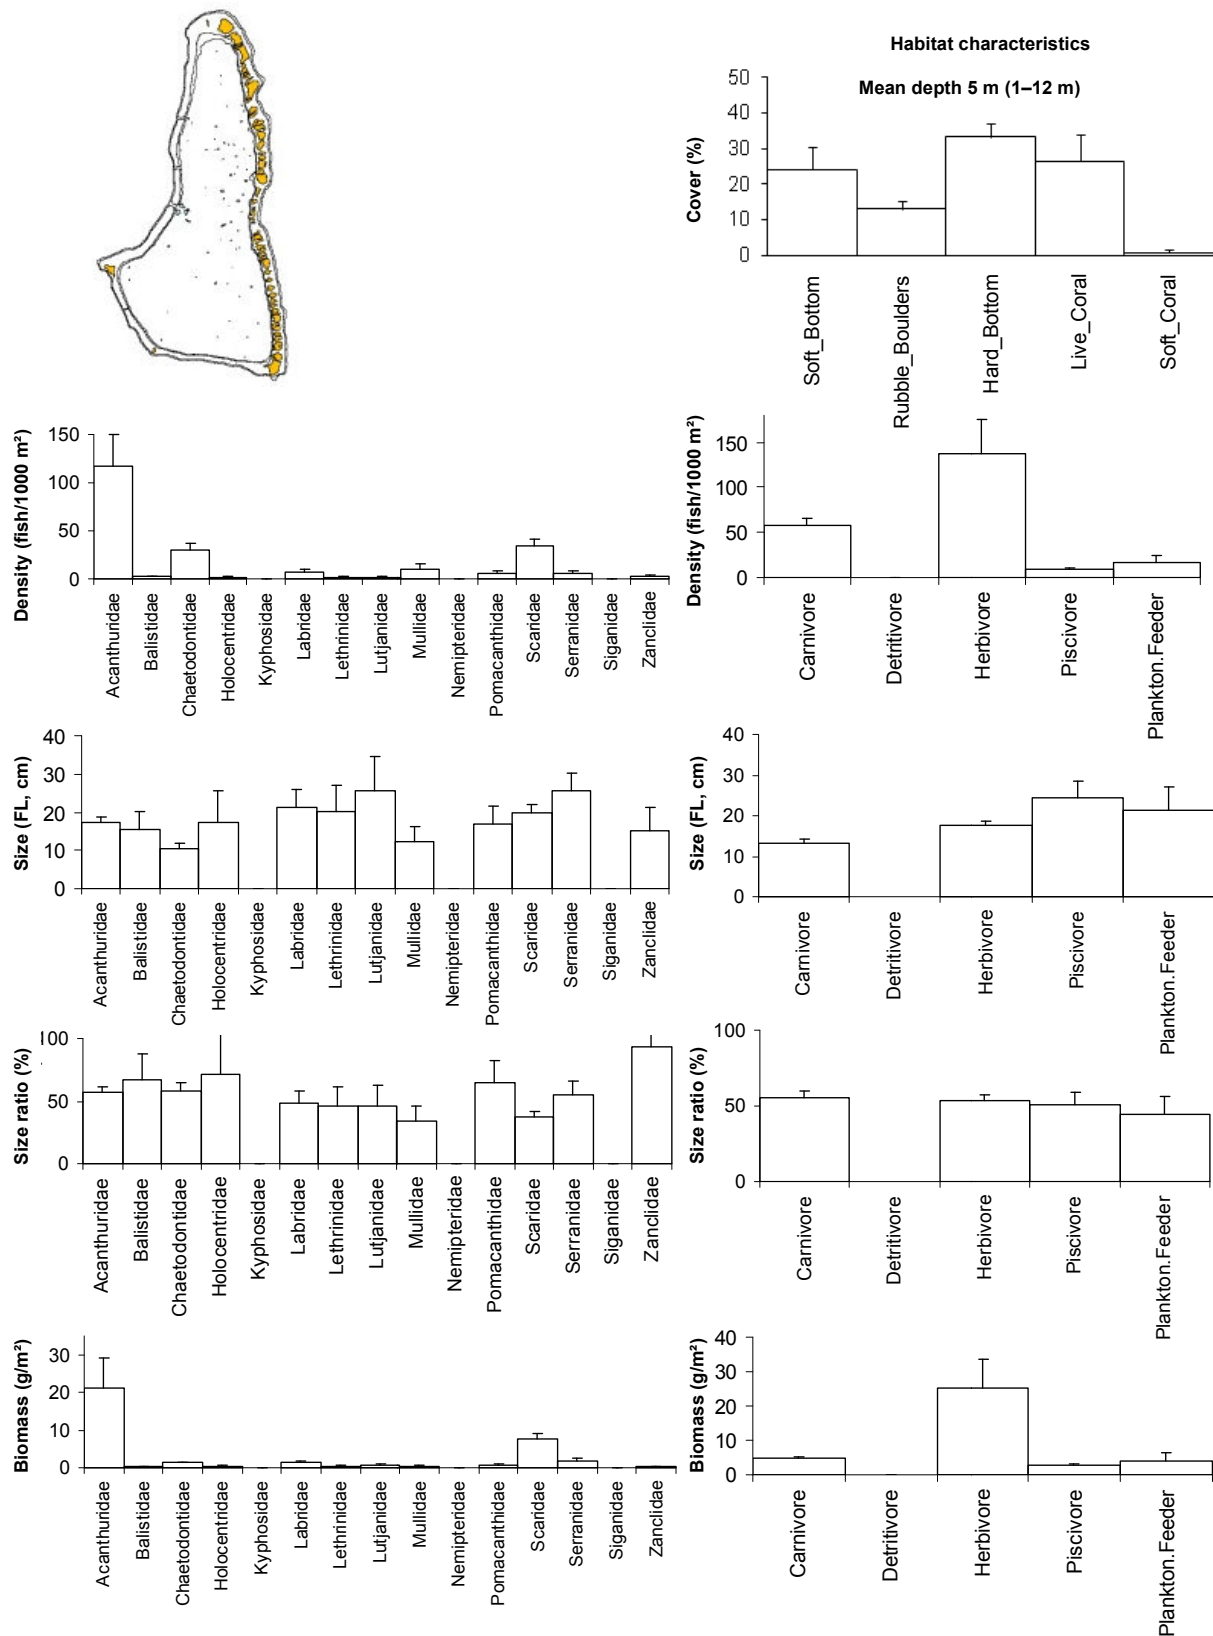 Habitat characteristics
Mean depth 5 m (1–12 m)
Cover (%)
50
40
30
20
10
0
Soft_Bottom
Rubble_Boulders
Hard_Bottom
Live_Coral
Soft_Coral
Density (fish/1000 m²)
150
100
50
0
Acanthuridae
Balistidae
Chaetodontidae
Holocentridae
Kyphosidae
Labridae
Lethrinidae
Lutjanidae
Mullidae
Nemipteridae
Pomacanthidae
Scaridae
Serranidae
Siganidae
Zanclidae
Density (fish/1000 m²)
150
100
50
0
Carnivore
Detritivore
Herbivore
Piscivore
Plankton.Feeder
Size (FL, cm)
40
30
20
10
0
Acanthuridae
Balistidae
Chaetodontidae
Holocentridae
Kyphosidae
Labridae
Lethrinidae
Lutjanidae
Mullidae
Nemipteridae
Pomacanthidae
Scaridae
Serranidae
Siganidae
Zanclidae
Size (FL, cm)
40
30
20
10
0
Carnivore
Detritivore
Herbivore
Piscivore
Plankton.Feeder
Size ratio (%)
100
50
0
Acanthuridae
Balistidae
Chaetodontidae
Holocentridae
Kyphosidae
Labridae
Lethrinidae
Lutjanidae
Mullidae
Nemipteridae
Pomacanthidae
Scaridae
Serranidae
Siganidae
Zanclidae
Size ratio (%)
100
50
0
Carnivore
Detritivore
Herbivore
Piscivore
Plankton.Feeder
Biomass (g/m²)
30
20
10
0
Acanthuridae
Balistidae
Chaetodontidae
Holocentridae
Kyphosidae
Labridae
Lethrinidae
Lutjanidae
Mullidae
Nemipteridae
Pomacanthidae
Scaridae
Serranidae
Siganidae
Zanclidae
Biomass (g/m²)
40
30
20
10
0
Carnivore
Detritivore
Herbivore
Piscivore
Plankton.Feeder